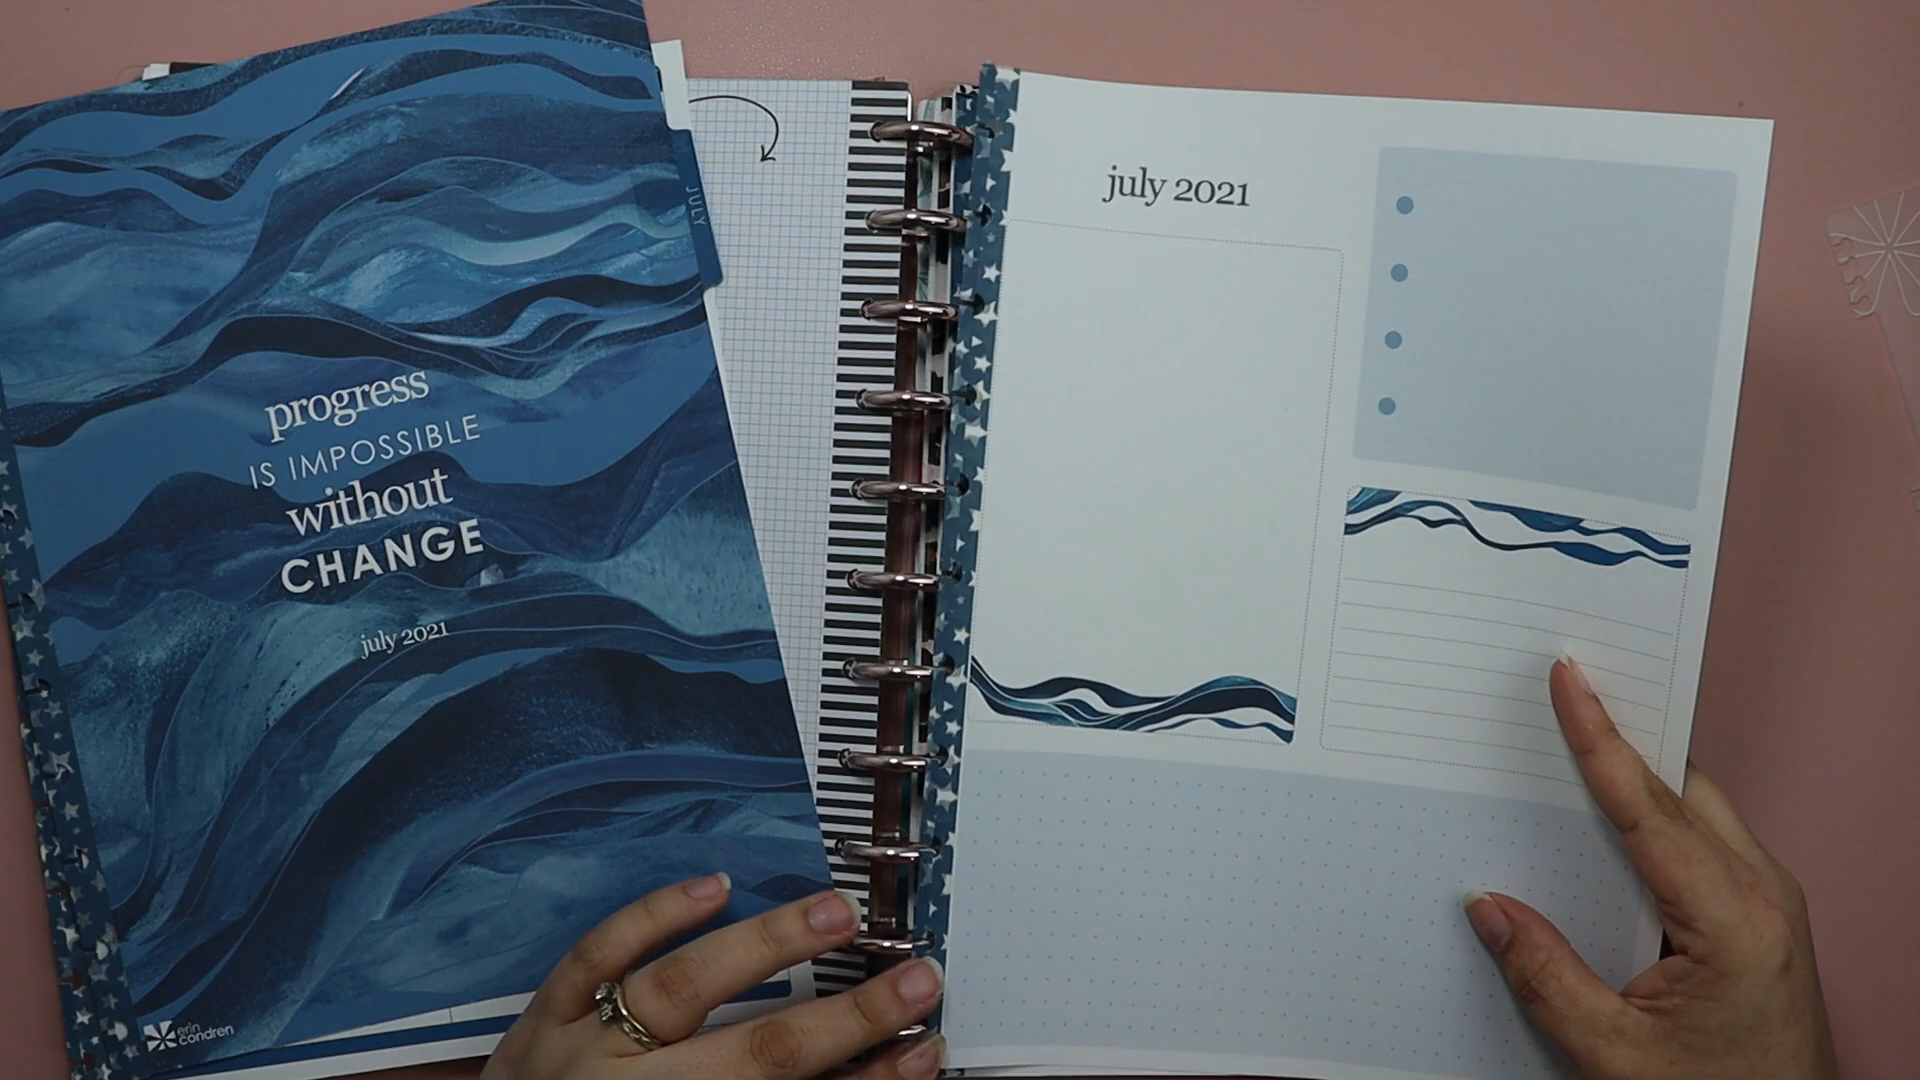 progress
IS IMPOSSIBLE
without
CHANGE
july 2021
erin
condren
JULY
july 2021